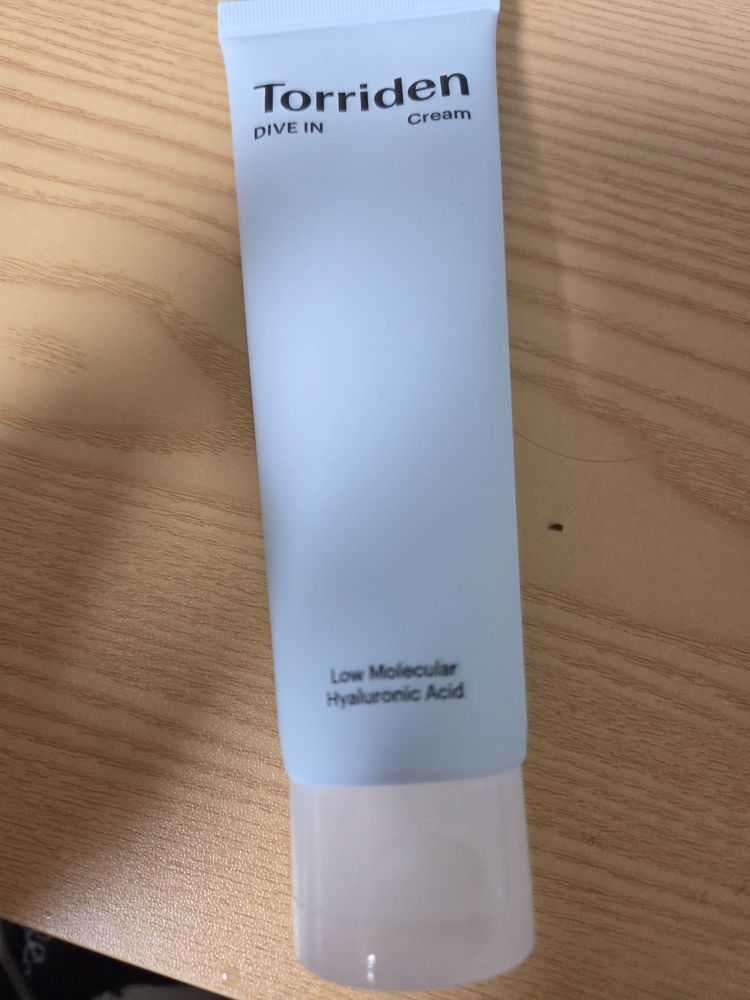 Torriden
DIVE IN Cream
Low Molecular
Hyaluronic Acid